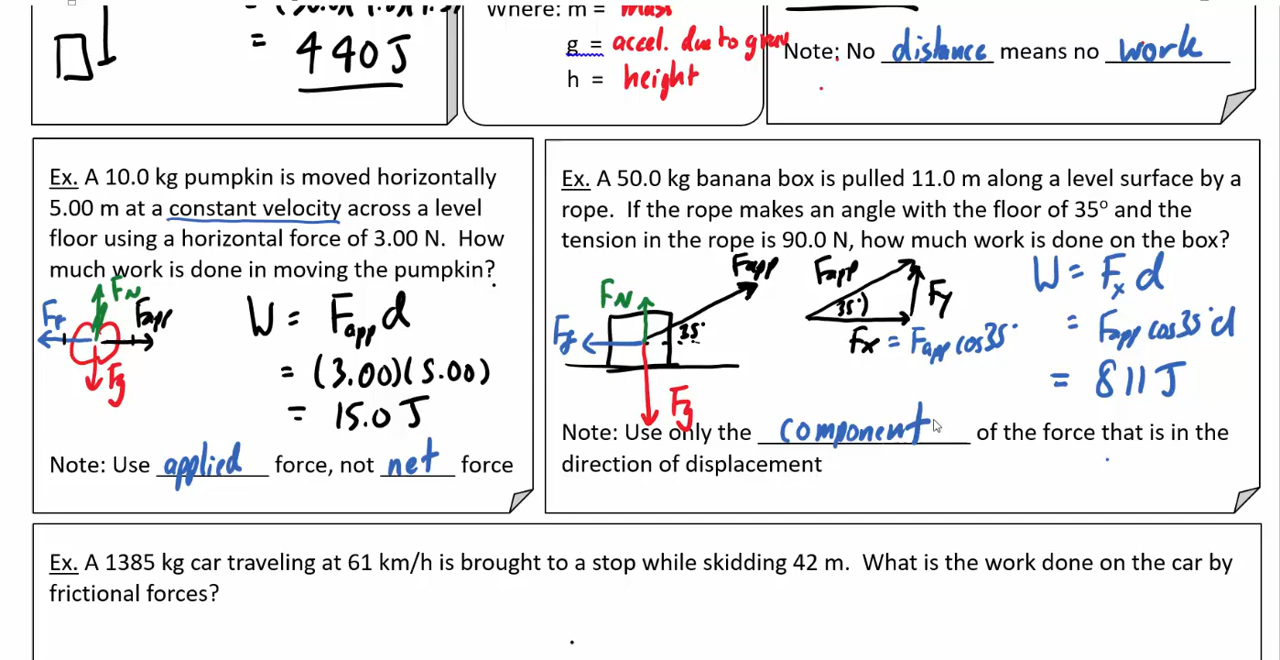 = 440 J
Where: m = mass
g = accel. due to grav
h = height
Note: No distance means no work
Ex. A 10.0 kg pumpkin is moved horizontally
5.00 m at a constant velocity across a level
floor using a horizontal force of 3.00 N. How
much work is done in moving the pumpkin?
FN
Ff
Fapp
Fg
W = Fapp d
= (3.00)(5.00)
= 15.0 J
Note: Use applied force, not net force
Ex. A 50.0 kg banana box is pulled 11.0 m along a level surface by a
rope. If the rope makes an angle with the floor of 35° and the
tension in the rope is 90.0 N, how much work is done on the box?
FN
Fapp
Ff
35°
Fg
Fapp
35°
Fy
Fx = Fapp cos35°
W = Fx d
= Fapp cos35° d
= 811 J
Note: Use only the component of the force that is in the
direction of displacement
Ex. A 1385 kg car traveling at 61 km/h is brought to a stop while skidding 42 m. What is the work done on the car by
frictional forces?